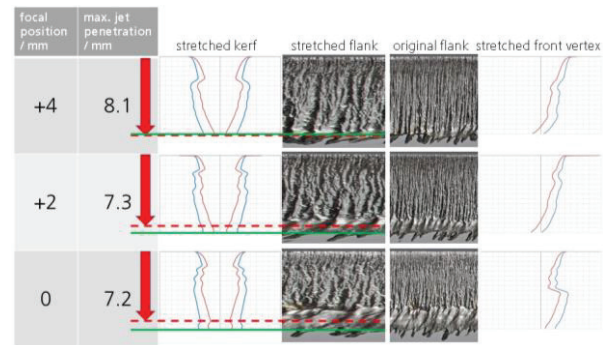 focal
position
/ mm
max. jet
penetration
/ mm
stretched kerf
stretched flank
original flank
stretched front vertex
+4
8.1
+2
7.3
0
7.2